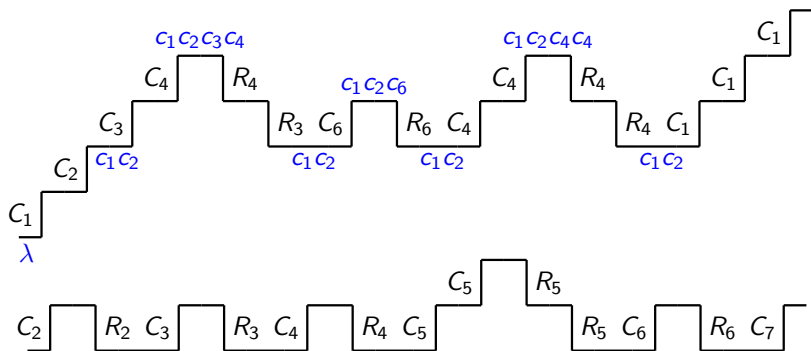 c₁c₂c₃c₄ c₁c₂c₄c₄ C₁
C₄ R₄ c₁c₂c₆ C₄ R₄ C₁
C₃ R₃ C₆ R₆ C₄ R₄ C₁
C₂ c₁c₂ c₁c₂ c₁c₂ c₁c₂
C₁
λ
C₅ R₅
C₂ R₂ C₃ R₃ C₄ R₄ C₅ R₅ C₆ R₆ C₇